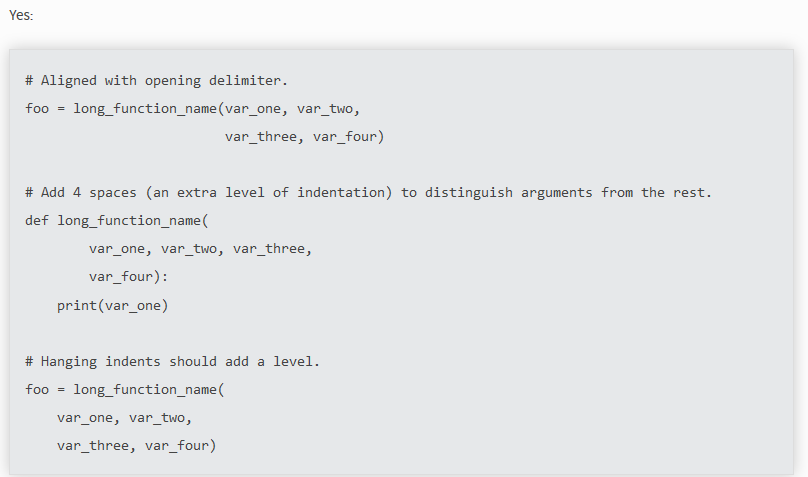 Yes:
# Aligned with opening delimiter.
foo = long_function_name(var_one, var_two,
                         var_three, var_four)

# Add 4 spaces (an extra level of indentation) to distinguish arguments from the rest.
def long_function_name(
        var_one, var_two, var_three,
        var_four):
    print(var_one)

# Hanging indents should add a level.
foo = long_function_name(
    var_one, var_two,
    var_three, var_four)